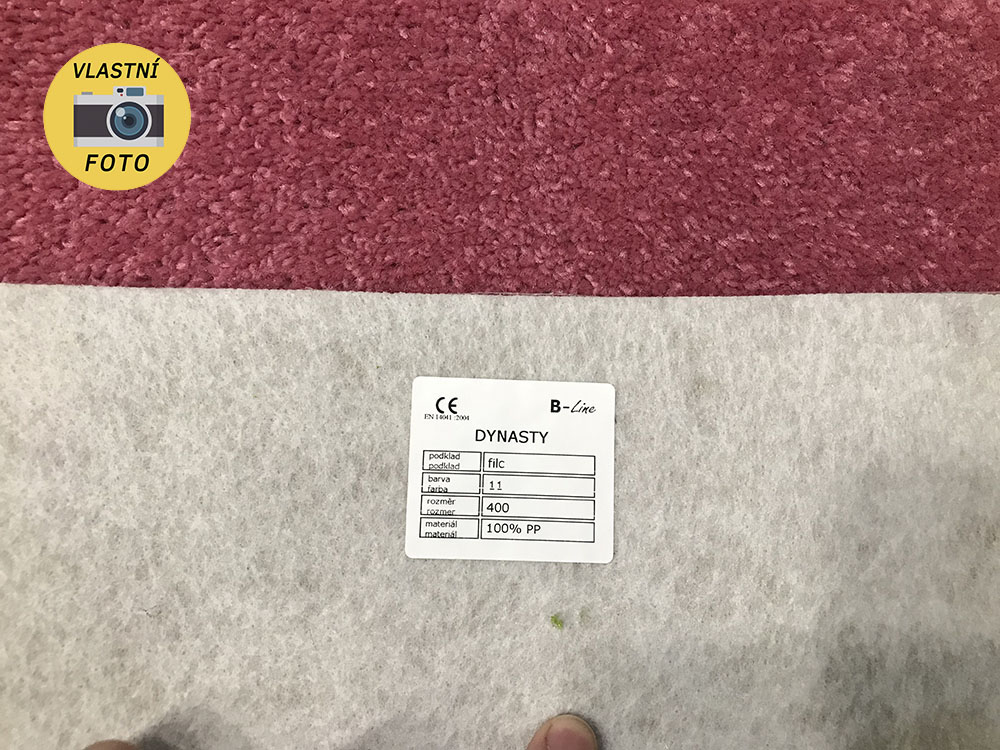 VLASTNÍ
FOTO
CE
EN 14041 :2004
B-Line
DYNASTY
podklad
podklad
filc
barva
farba
11
rozměr
rozmer
400
materiál
materiál
100% PP